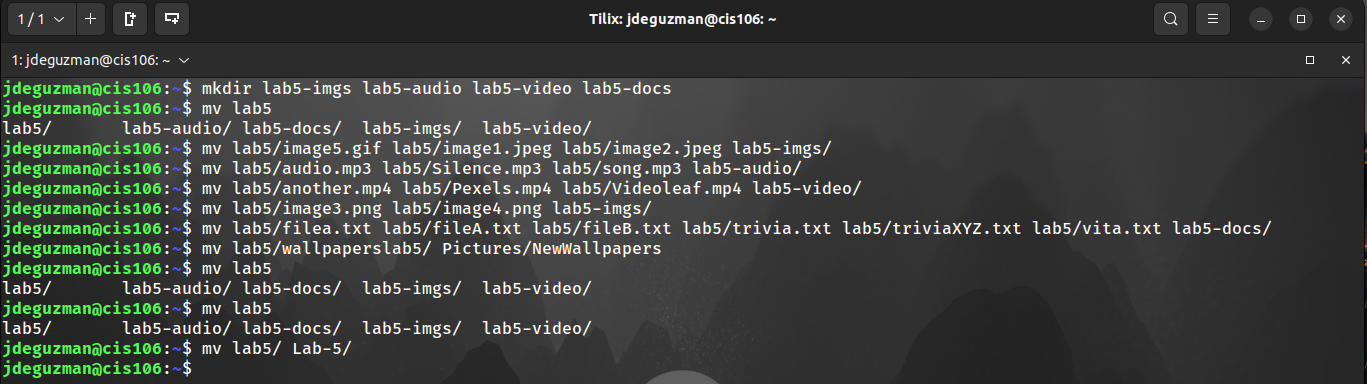 1 / 1
Tilix: jdeguzman@cis106: ~
1: jdeguzman@cis106: ~
jdeguzman@cis106:~$ mkdir lab5-imgs lab5-audio lab5-video lab5-docs
jdeguzman@cis106:~$ mv lab5
lab5/       lab5-audio/ lab5-docs/  lab5-imgs/  lab5-video/
jdeguzman@cis106:~$ mv lab5/image5.gif lab5/image1.jpeg lab5/image2.jpeg lab5-imgs/
jdeguzman@cis106:~$ mv lab5/audio.mp3 lab5/Silence.mp3 lab5/song.mp3 lab5-audio/
jdeguzman@cis106:~$ mv lab5/another.mp4 lab5/Pexels.mp4 lab5/Videoleaf.mp4 lab5-video/
jdeguzman@cis106:~$ mv lab5/image3.png lab5/image4.png lab5-imgs/
jdeguzman@cis106:~$ mv lab5/filea.txt lab5/fileA.txt lab5/fileB.txt lab5/trivia.txt lab5/triviaXYZ.txt lab5/vita.txt lab5-docs/
jdeguzman@cis106:~$ mv lab5/wallpaperslab5/ Pictures/NewWallpapers
jdeguzman@cis106:~$ mv lab5
lab5/       lab5-audio/ lab5-docs/  lab5-imgs/  lab5-video/
jdeguzman@cis106:~$ mv lab5
lab5/       lab5-audio/ lab5-docs/  lab5-imgs/  lab5-video/
jdeguzman@cis106:~$ mv lab5/ Lab-5/
jdeguzman@cis106:~$